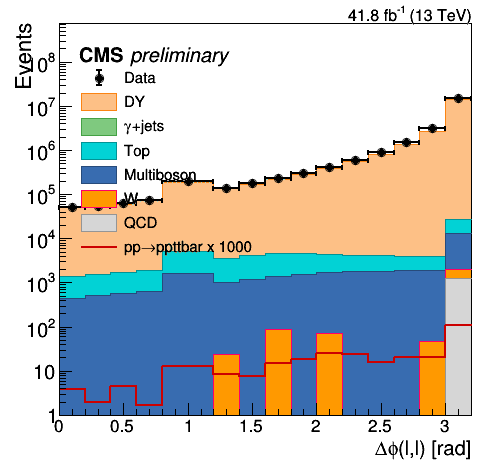 41.8 fb⁻¹ (13 TeV)
Events
CMS preliminary
Data
DY
γ+jets
Top
Multiboson
W
QCD
pp→ppttbar x 1000
10⁷
10⁶
10⁵
10⁴
10³
10²
10
1
0 0.5 1 1.5 2 2.5 3
Δϕ(l,l) [rad]